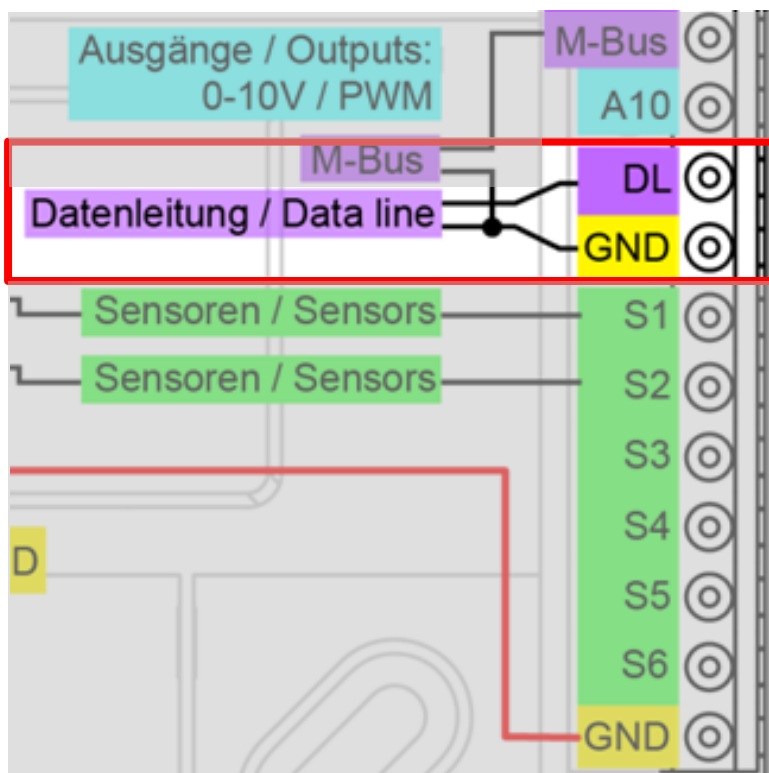 Ausgänge / Outputs:
0-10V / PWM
M-Bus
A10
M-Bus
DL
Datenleitung / Data line
GND
Sensoren / Sensors
S1
Sensoren / Sensors
S2
S3
S4
D
S5
S6
GND